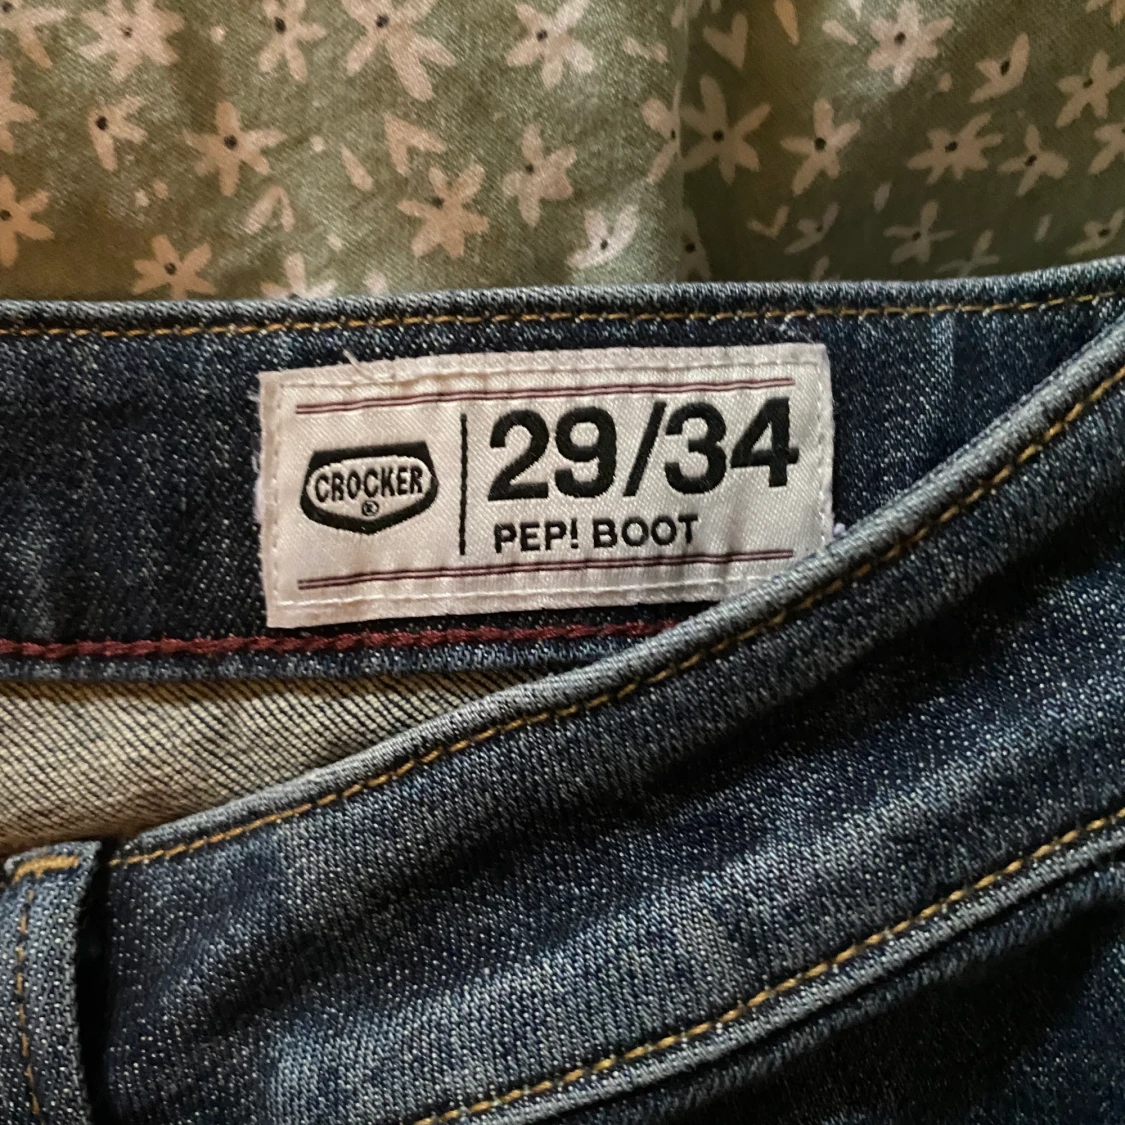 CROCKER
®
29/34
PEP! BOOT